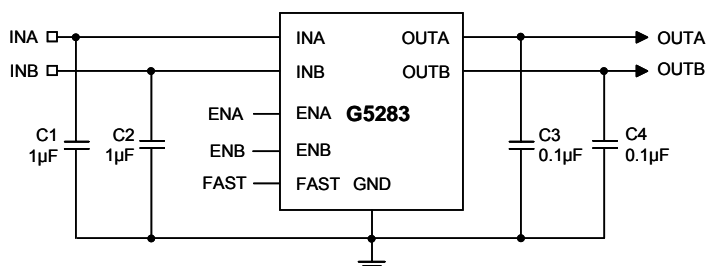 INA INA OUTA OUTA
INB INB OUTB OUTB
ENA ENA G5283
C1 1µF C2 1µF C3 0.1µF C4 0.1µF
ENB ENB
FAST FAST GND